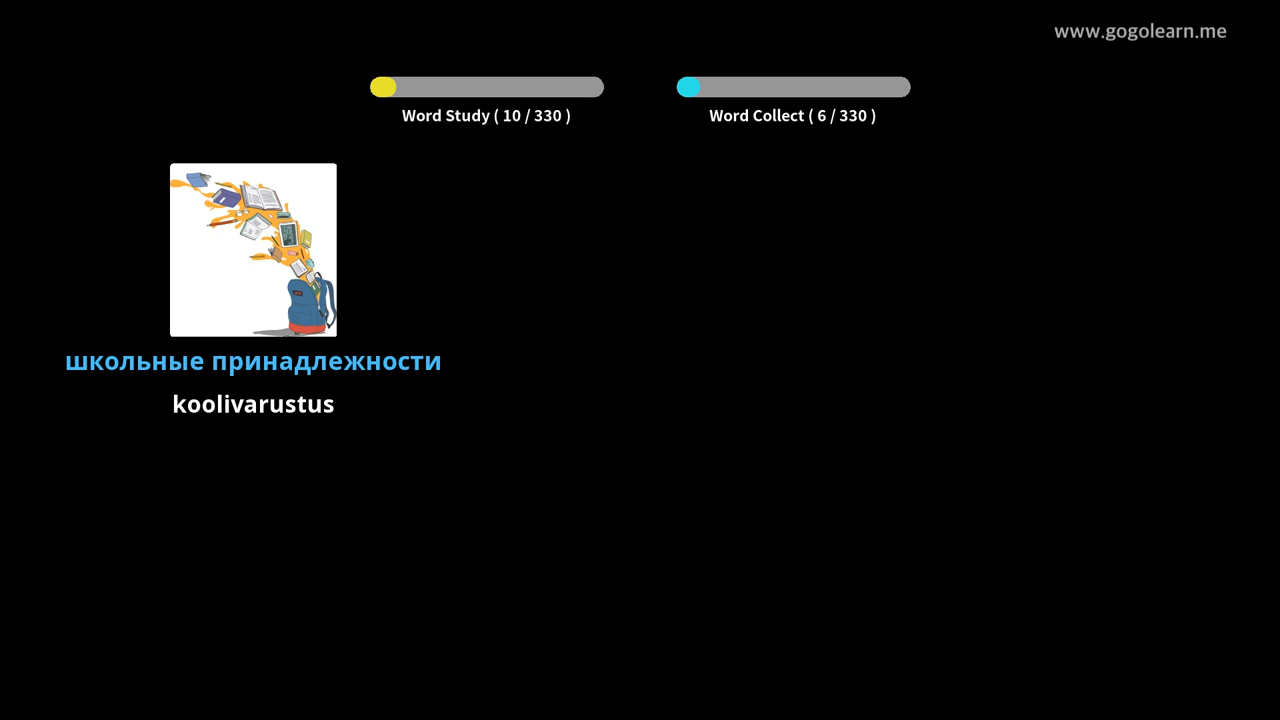 www.gogolearn.me
Word Study ( 10 / 330 )
Word Collect ( 6 / 330 )
школьные принадлежности
koolivarustus